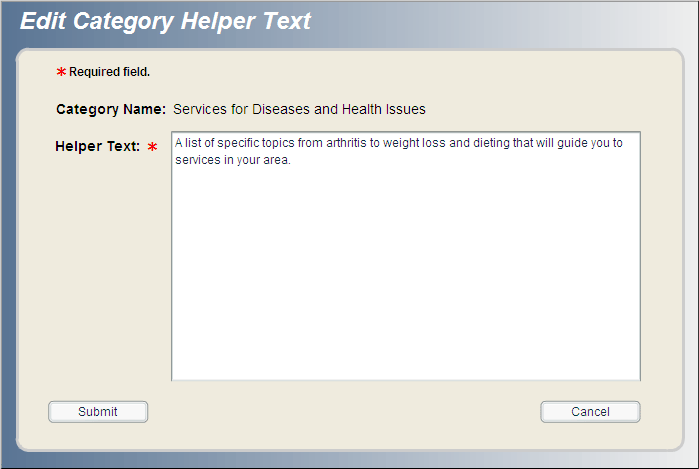 Edit Category Helper Text
* Required field.
Category Name: Services for Diseases and Health Issues
Helper Text: *
A list of specific topics from arthritis to weight loss and dieting that will guide you to
services in your area.
Submit
Cancel